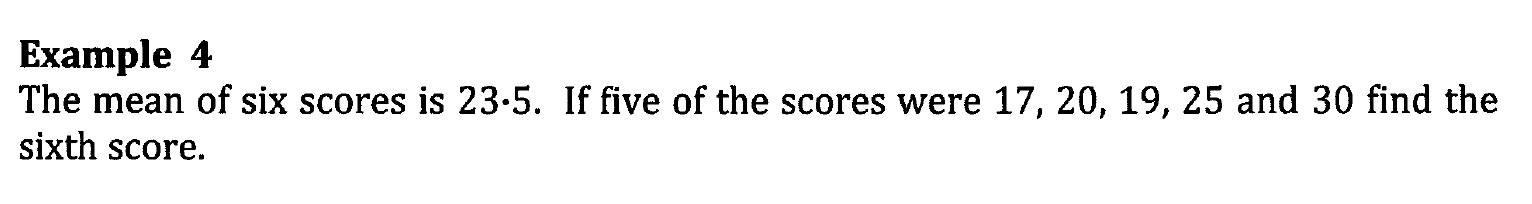 Example 4
The mean of six scores is 23·5. If five of the scores were 17, 20, 19, 25 and 30 find the
sixth score.